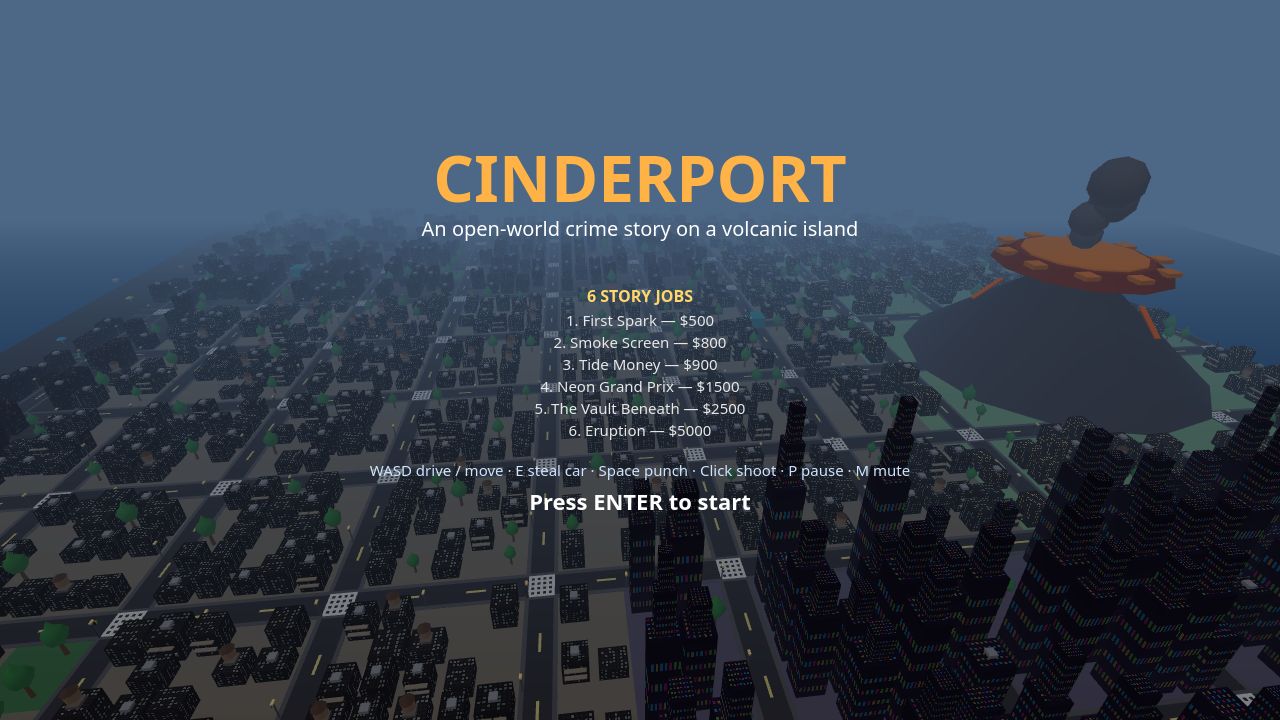 CINDERPORT
An open-world crime story on a volcanic island
6 STORY JOBS
1. First Spark — $500
2. Smoke Screen — $800
3. Tide Money — $900
4. Neon Grand Prix — $1500
5. The Vault Beneath — $2500
6. Eruption — $5000
WASD drive / move · E steal car · Space punch · Click shoot · P pause · M mute
Press ENTER to start